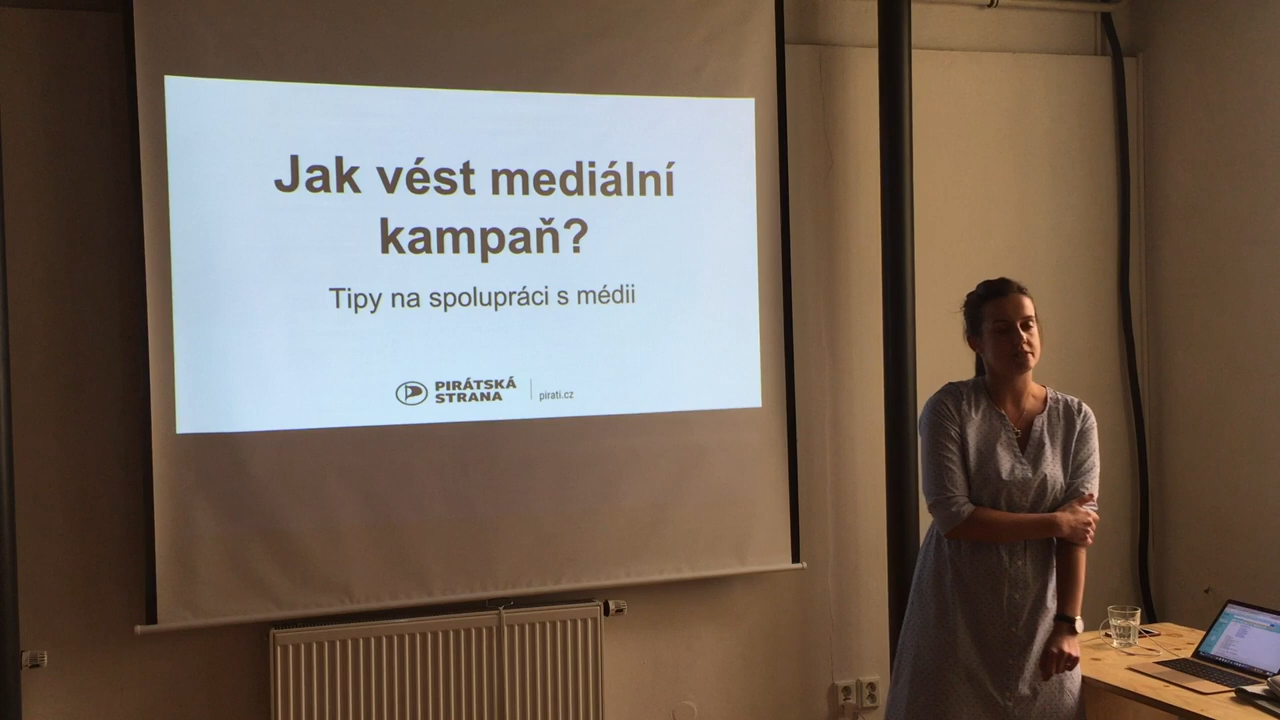 Jak vést mediální
kampaň?
Tipy na spolupráci s médii
PIRÁTSKÁ
STRANA
pirati.cz